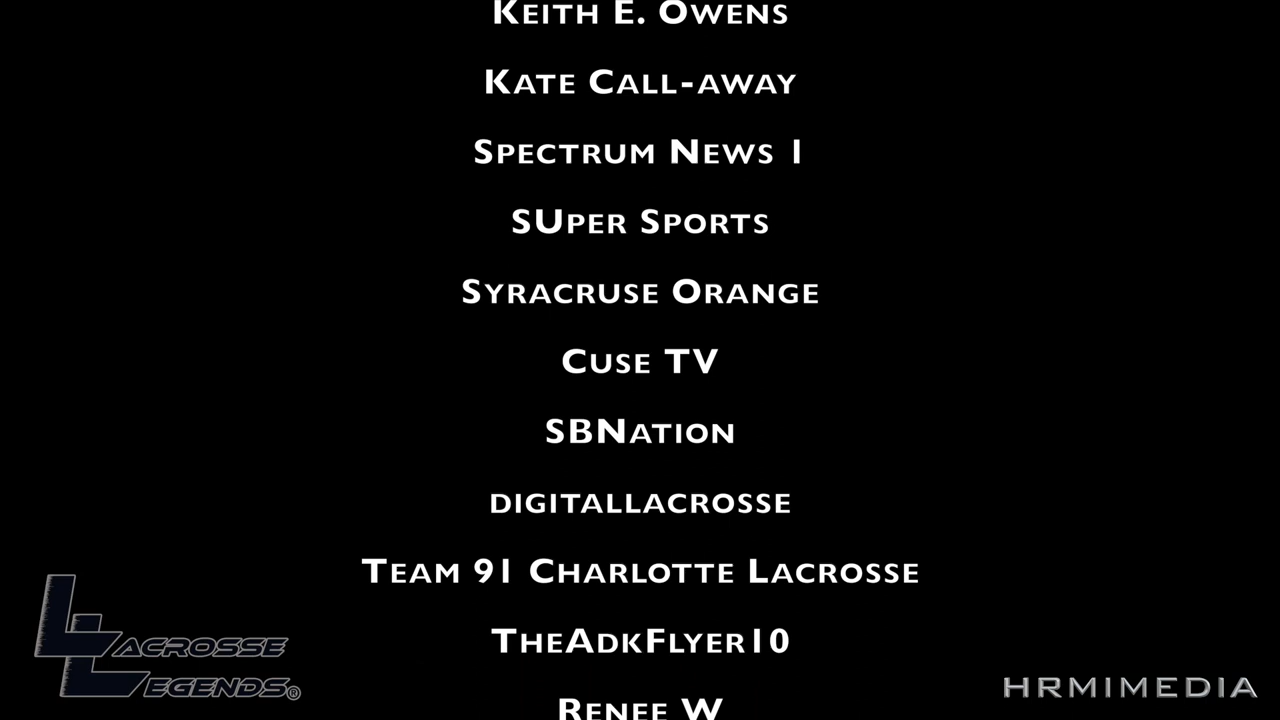 Keith E. Owens
Kate Call-away
Spectrum News 1
SUper Sports
Syracruse Orange
Cuse TV
SBNation
digitallacrosse
Team 91 Charlotte Lacrosse
TheAdkFlyer10
Renee W
Lacrosse
Legends®
HRMIMEDIA